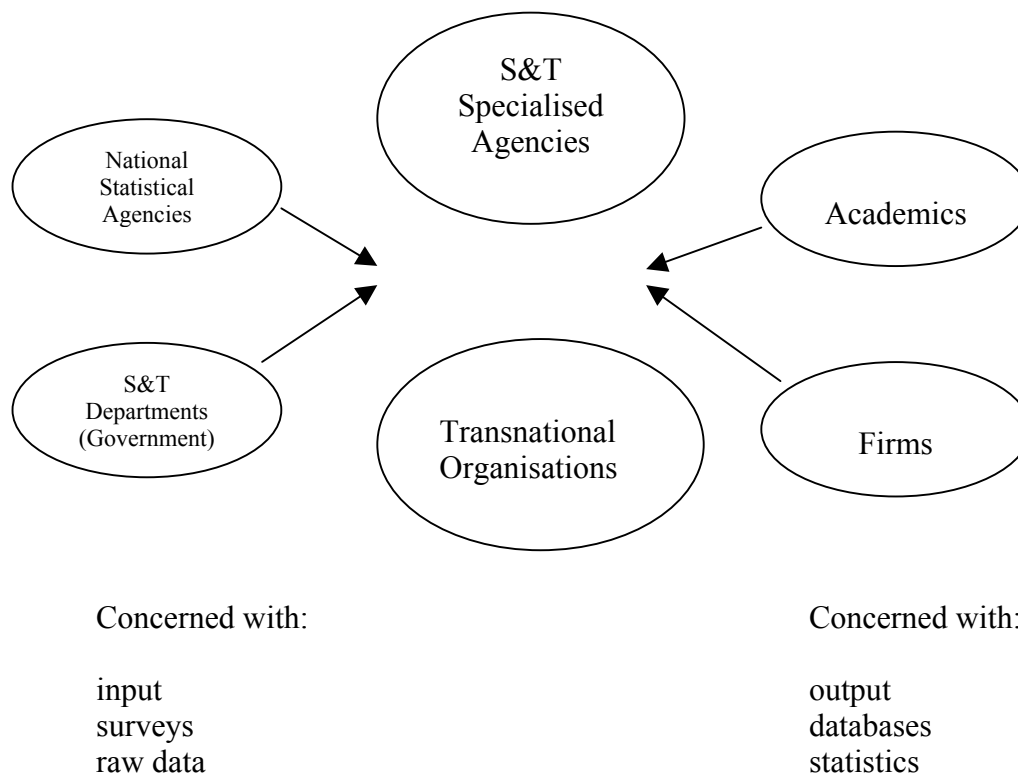 S&T
Specialised
Agencies
National
Statistical
Agencies
Academics
S&T
Departments
(Government)
Transnational
Organisations
Firms
Concerned with:
input
surveys
raw data
Concerned with:
output
databases
statistics